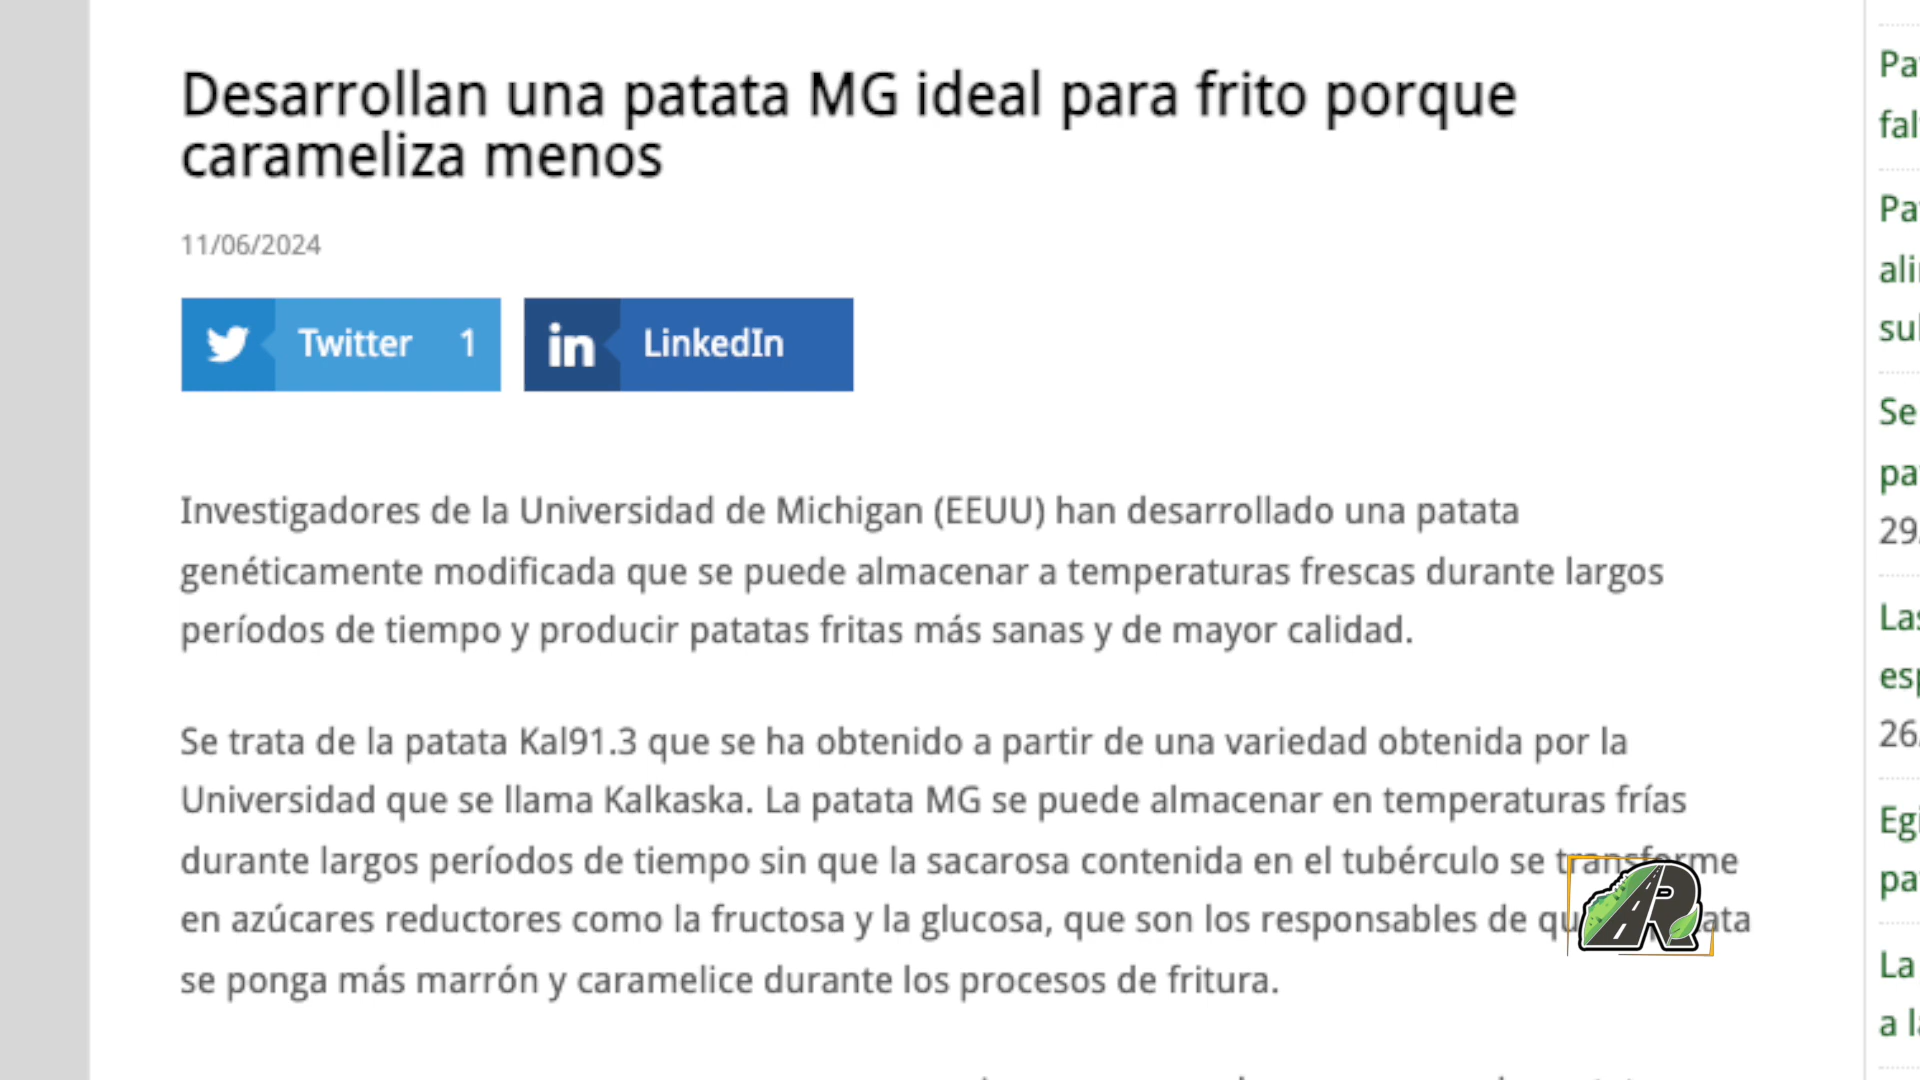 Desarrollan una patata MG ideal para frito porque
carameliza menos
11/06/2024
Twitter 1
LinkedIn
Investigadores de la Universidad de Michigan (EEUU) han desarrollado una patata
genéticamente modificada que se puede almacenar a temperaturas frescas durante largos
períodos de tiempo y producir patatas fritas más sanas y de mayor calidad.
Se trata de la patata Kal91.3 que se ha obtenido a partir de una variedad obtenida por la
Universidad que se llama Kalkaska. La patata MG se puede almacenar en temperaturas frías
durante largos períodos de tiempo sin que la sacarosa contenida en el tubérculo se transforme
en azúcares reductores como la fructosa y la glucosa, que son los responsables de
se ponga más marrón y caramelice durante los procesos de fritura.
Se
La
a